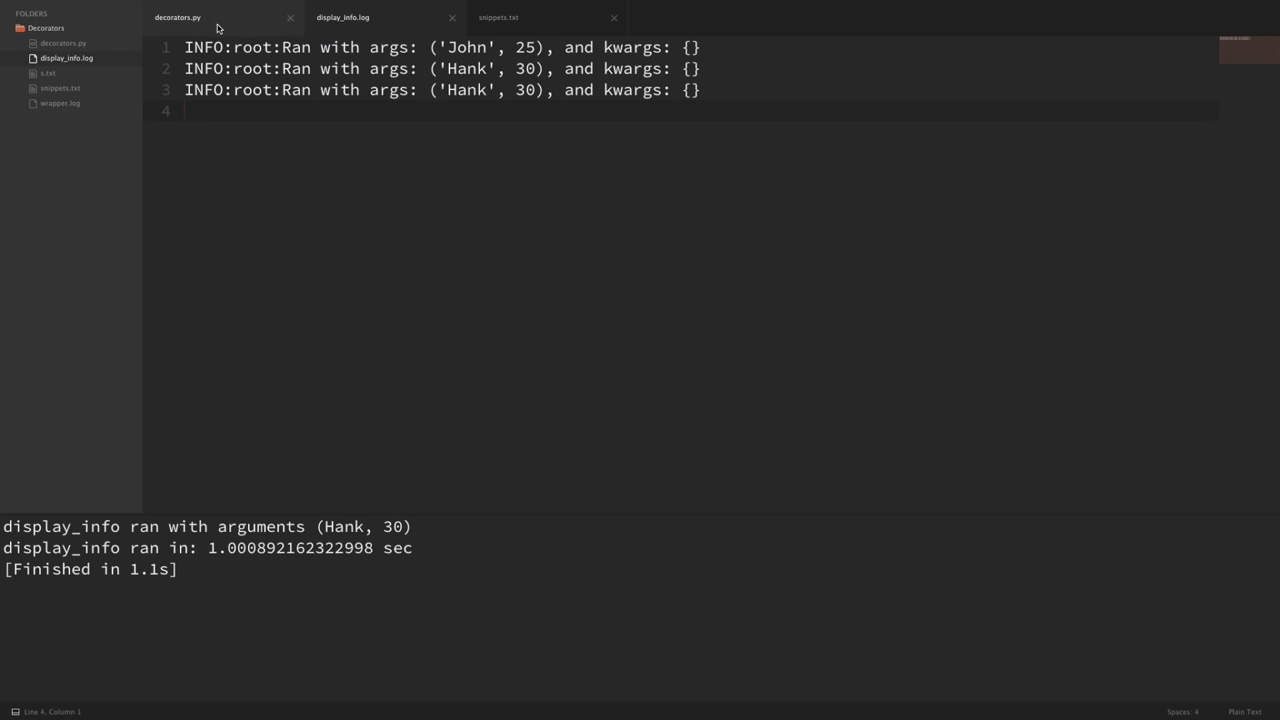 FOLDERS
Decorators
decorators.py
display_info.log
s.txt
snippets.txt
wrapper.log
decorators.py
display_info.log
snippets.txt
1 INFO:root:Ran with args: ('John', 25), and kwargs: {}
2 INFO:root:Ran with args: ('Hank', 30), and kwargs: {}
3 INFO:root:Ran with args: ('Hank', 30), and kwargs: {}
4
display_info ran with arguments (Hank, 30)
display_info ran in: 1.000892162322998 sec
[Finished in 1.1s]
Line 4, Column 1
Spaces: 4
Plain Text